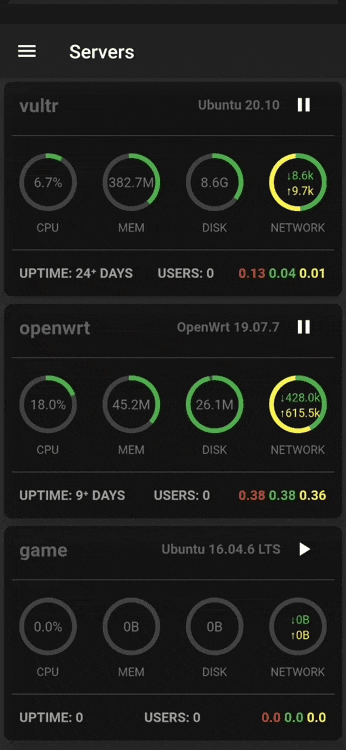 Servers
vultr Ubuntu 20.10
6.7% 382.7M 8.6G ↓8.6k
↑9.7k
CPU MEM DISK NETWORK
UPTIME: 24⁺ DAYS USERS: 0 0.13 0.04 0.01
openwrt OpenWrt 19.07.7
18.0% 45.2M 26.1M ↓428.0k
↑615.5k
CPU MEM DISK NETWORK
UPTIME: 9⁺ DAYS USERS: 0 0.38 0.38 0.36
game Ubuntu 16.04.6 LTS
0.0% 0B 0B ↓0B
↑0B
CPU MEM DISK NETWORK
UPTIME: 0 USERS: 0 0.0 0.0 0.0